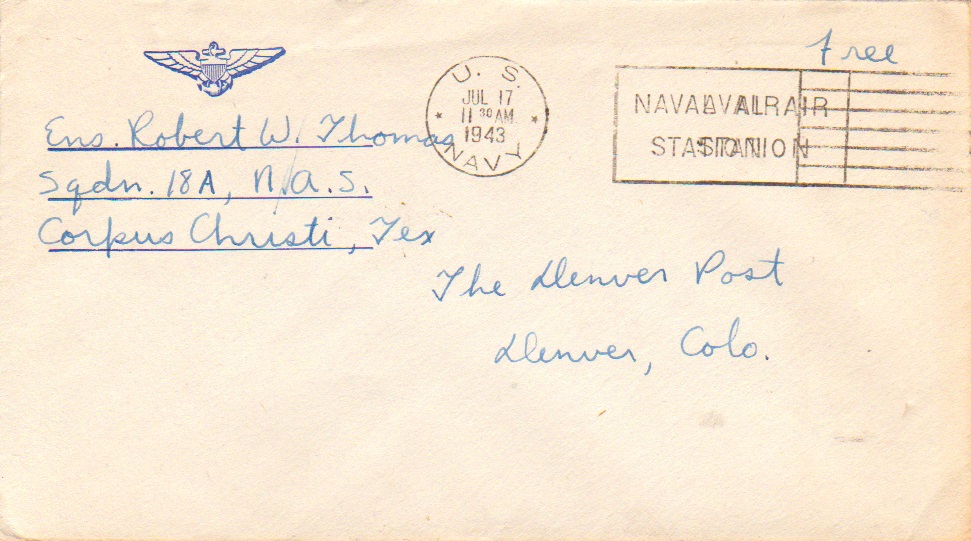 Free
Ens. Robert W. Thomas
Sqdn. 18A, N.A.S.
Corpus Christi, Tex
U. S.
JUL 17
11 30 AM
1943
NAVY
NAVAL AIR
STATION
The Denver Post
Denver, Colo.